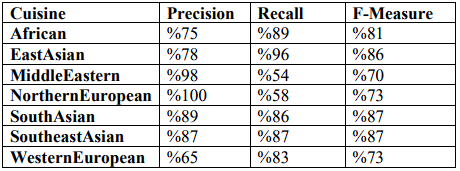 Cuisine Precision Recall F-Measure
African %75 %89 %81
EastAsian %78 %96 %86
MiddleEastern %98 %54 %70
NorthernEuropean %100 %58 %73
SouthAsian %89 %86 %87
SoutheastAsian %87 %87 %87
WesternEuropean %65 %83 %73